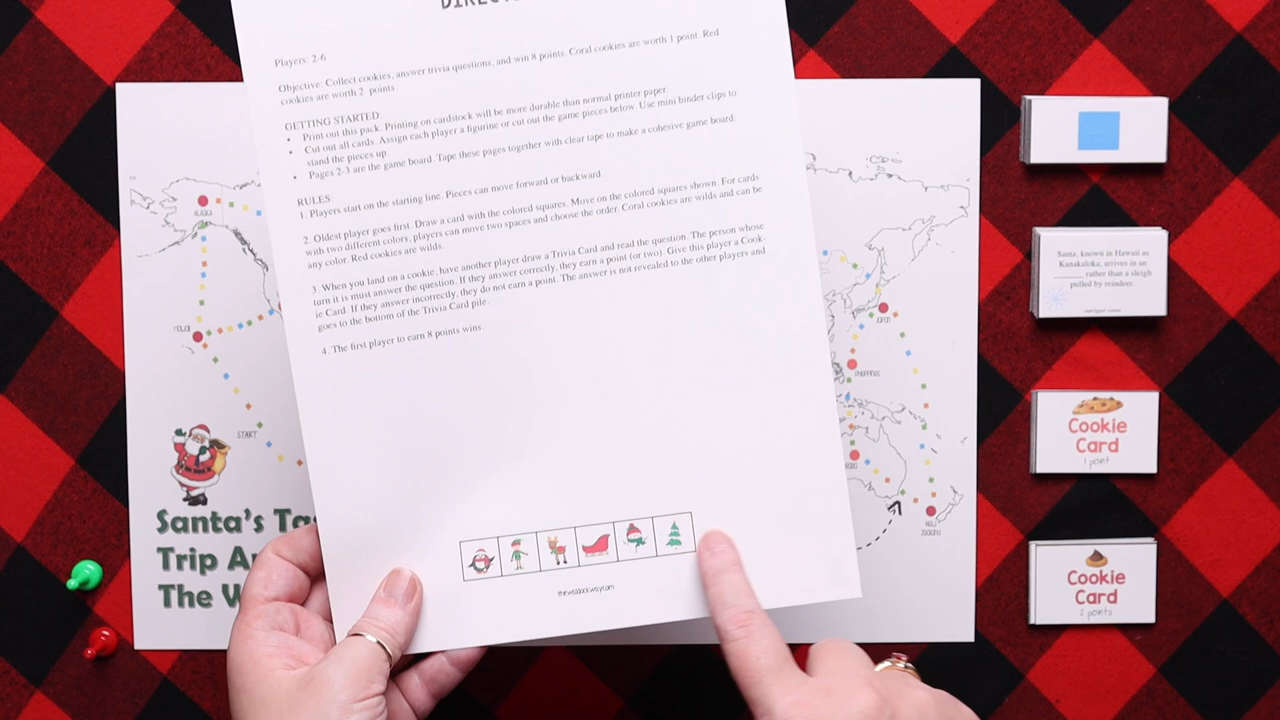 Players: 2-6
Objective: Collect cookies, answer trivia questions, and win 8 points. Coral cookies are worth 1 point. Red
cookies are worth 2 points.
GETTING STARTED:
• Print out this pack. Printing on cardstock will be more durable than normal printer paper.
• Cut out all cards. Assign each player a figurine or cut out the game pieces below. Use mini binder clips to
stand the pieces up.
• Pages 2-3 are the game board. Tape these pages together with clear tape to make a cohesive game board.
RULES:
1. Players start on the starting line. Pieces can move forward or backward.
2. Oldest player goes first. Draw a card with the colored squares. Move on the colored squares shown. For cards
with two different colors, players can move two spaces and choose the order. Coral cookies are wilds and can be
any color. Red cookies are wilds.
3. When you land on a cookie, have another player draw a Trivia Card and read the question. The person whose
turn it is must answer the question. If they answer correctly, they earn a point (or two). Give this player a Cook-
ie Card. If they answer incorrectly, they do not earn a point. The answer is not revealed to the other players and
goes to the bottom of the Trivia Card pile.
4. The first player to earn 8 points wins.
ALASKA
START
Santa's Ta
Trip A
The W
JAPAN
PHILIPPINES
NEW
ZEALAND
Santa, known in Hawaii as
Kanakaloka, arrives in an
______ rather than a sleigh
pulled by reindeer.
Cookie
Card
1 point
Cookie
Card
2 points